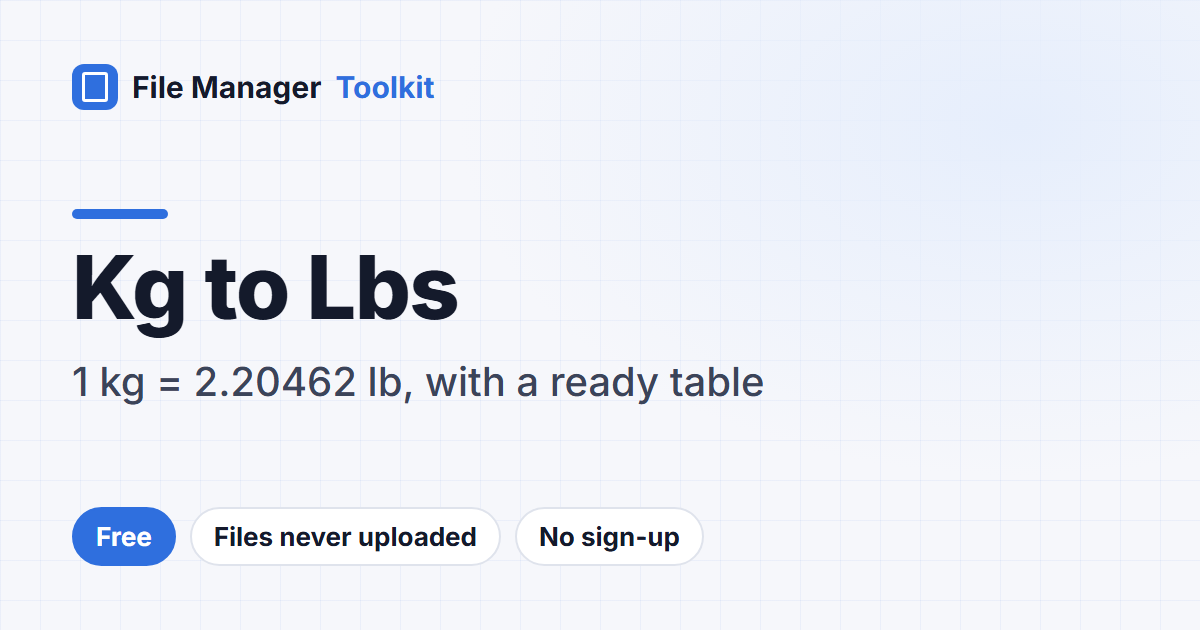 File Manager Toolkit
Kg to Lbs
1 kg = 2.20462 lb, with a ready table
Free
Files never uploaded
No sign-up